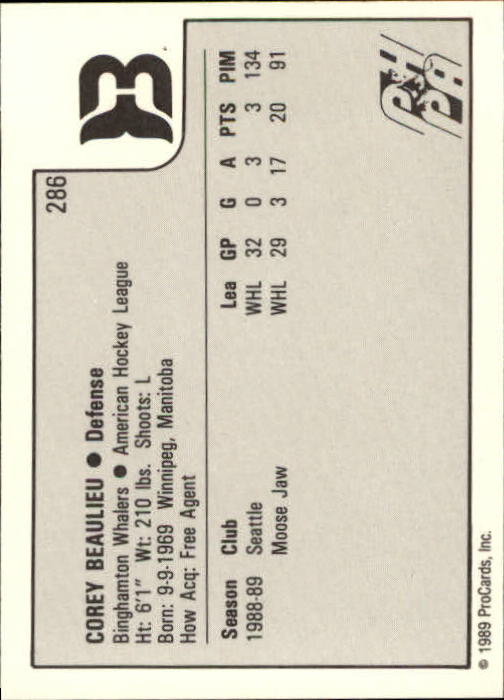 286
COREY BEAULIEU ● Defense
Binghamton Whalers ● American Hockey League
Ht: 6'1" Wt: 210 lbs. Shoots: L
Born: 9-9-1969 Winnipeg, Manitoba
How Acq: Free Agent
Season Club Lea GP G A PTS PIM
1988-89 Seattle WHL 32 0 3 3 134
Moose Jaw WHL 29 3 17 20 91
© 1989 ProCards, Inc.